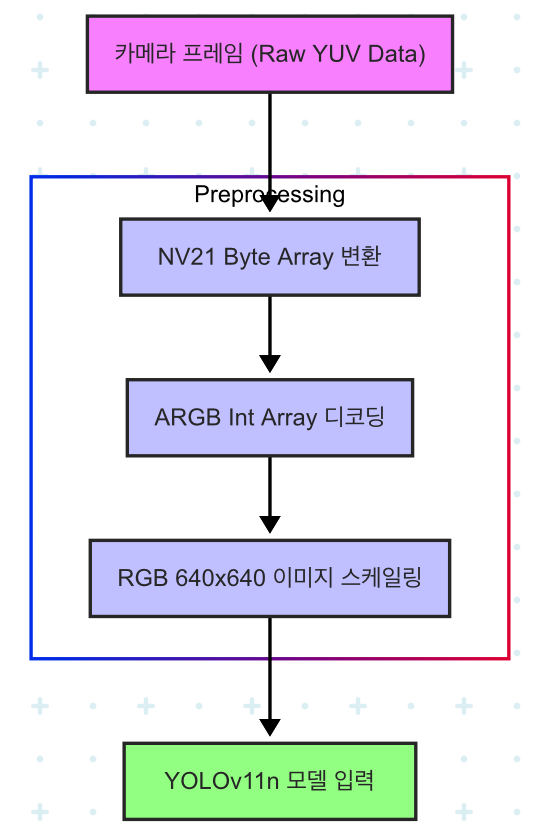 카메라 프레임 (Raw YUV Data)
Preprocessing
NV21 Byte Array 변환
ARGB Int Array 디코딩
RGB 640x640 이미지 스케일링
YOLOv11n 모델 입력